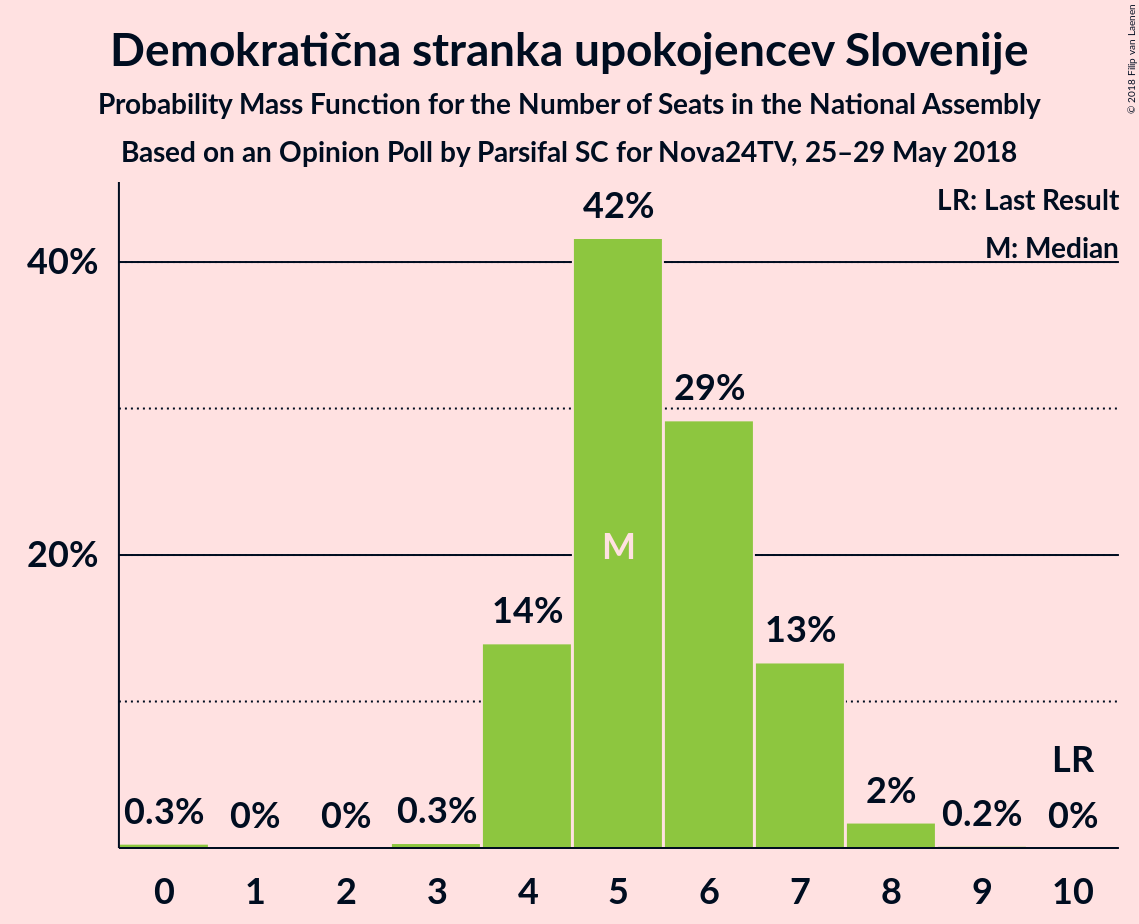 Demokratična stranka upokojencev Slovenije
Probability Mass Function for the Number of Seats in the National Assembly
Based on an Opinion Poll by Parsifal SC for Nova24TV, 25–29 May 2018
© 2018 Filip van Laenen
LR: Last Result
M: Median
42%
40%
29%
M
20%
14%
13%
LR
2%
0.3% 0% 0% 0.3% 0.2% 0%
0 1 2 3 4 5 6 7 8 9 10